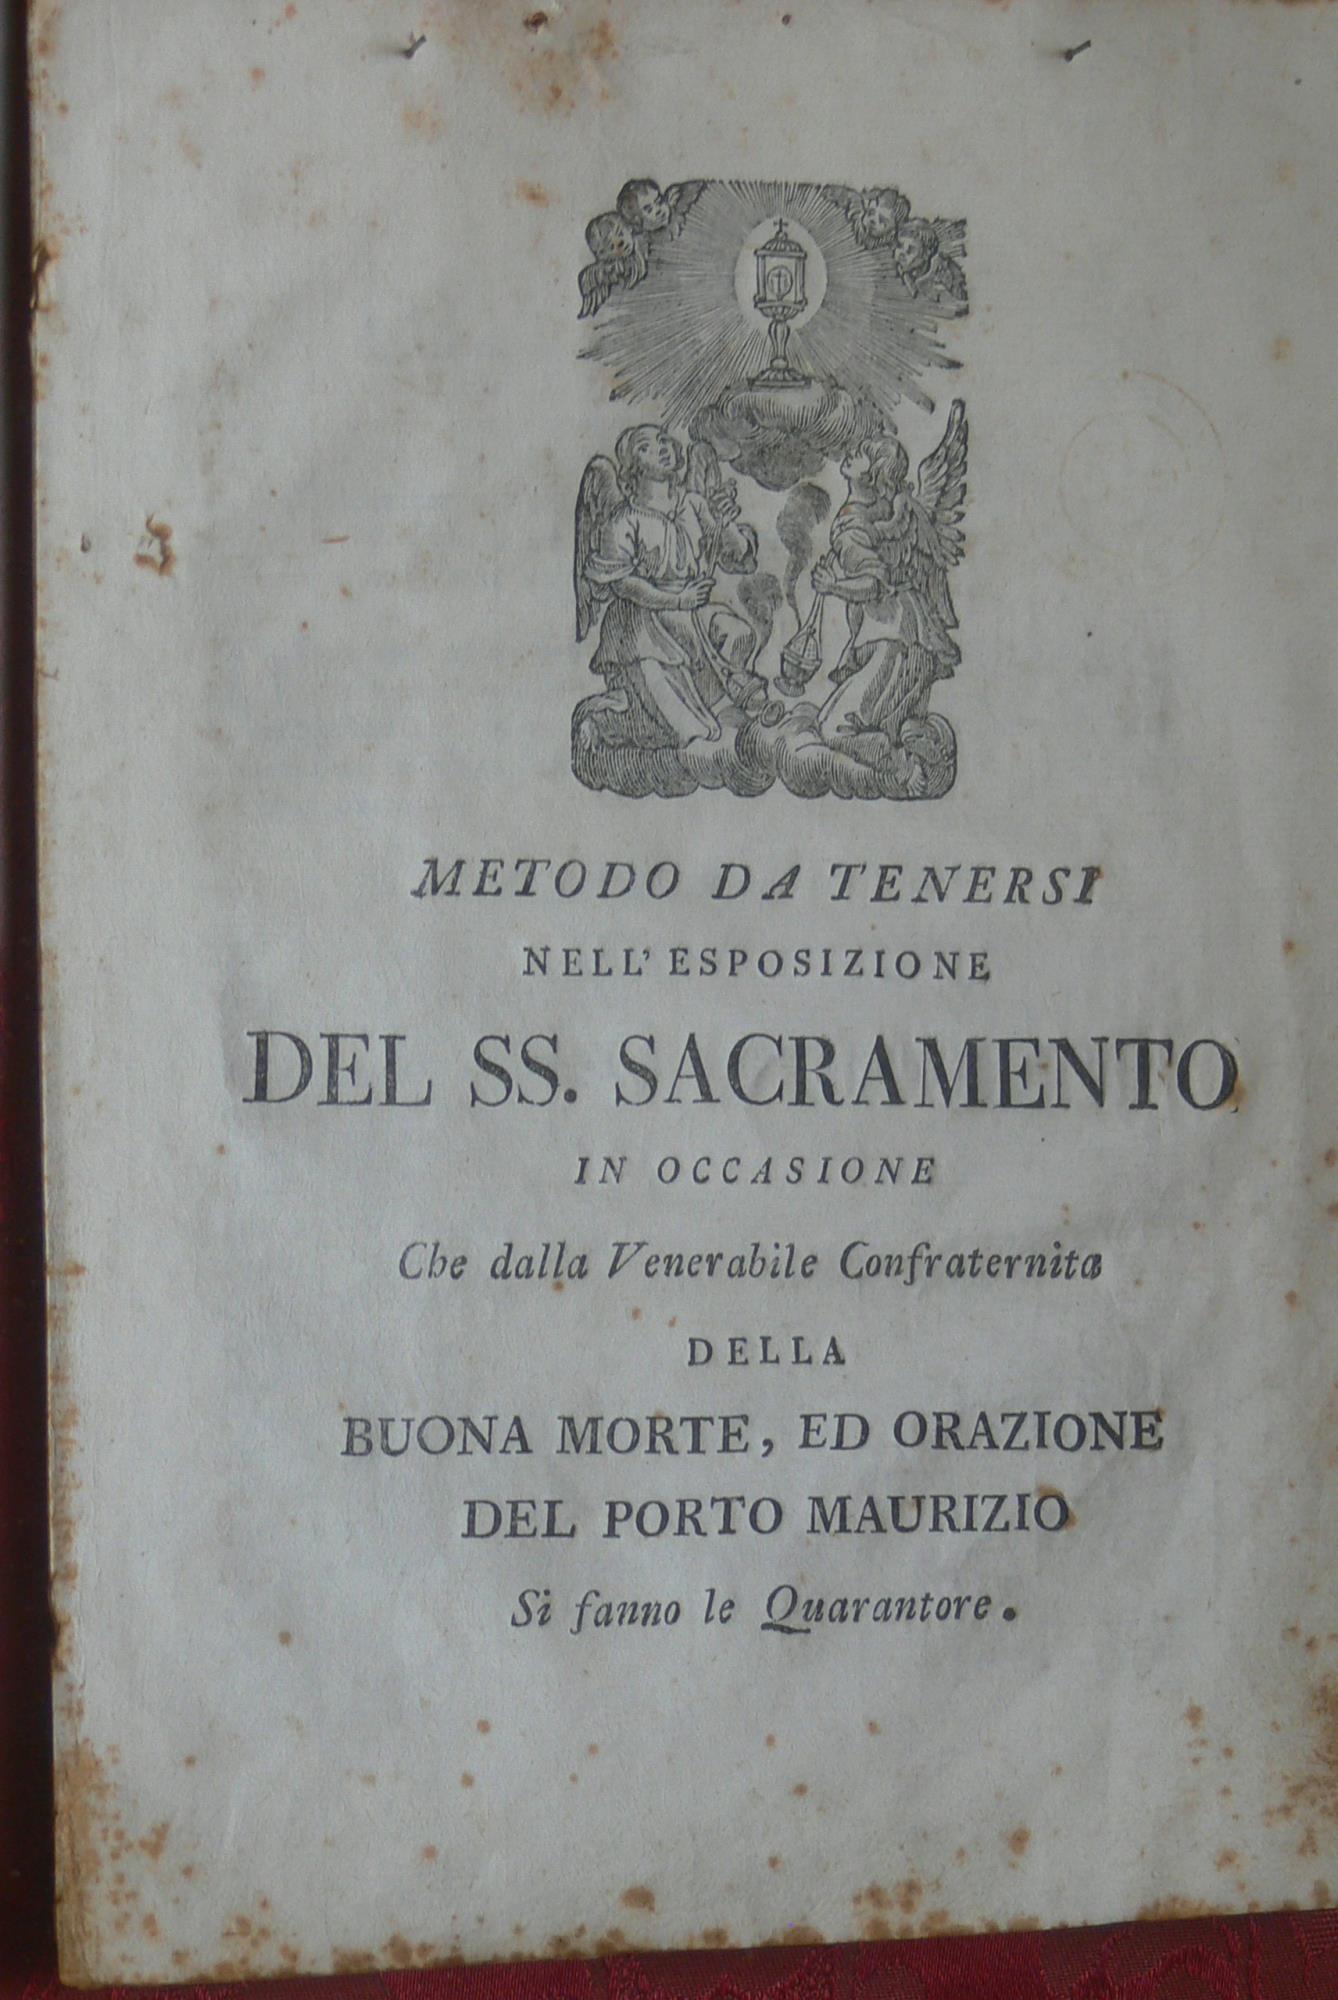 METODO DA TENERSI
NELL' ESPOSIZIONE
DEL SS. SACRAMENTO
IN OCCASIONE
Che dalla Venerabile Confraternita
DELLA
BUONA MORTE, ED ORAZIONE
DEL PORTO MAURIZIO
Si fanno le Quarantore.